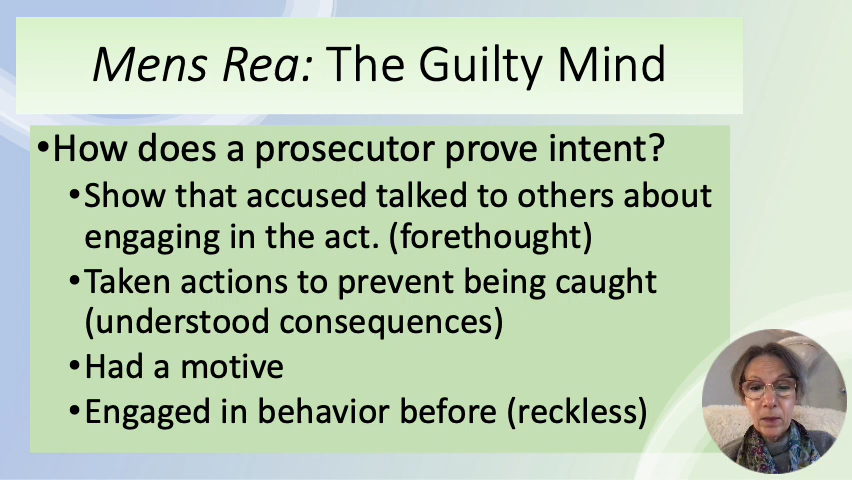 Mens Rea: The Guilty Mind
•How does a prosecutor prove intent?
•Show that accused talked to others about
engaging in the act. (forethought)
•Taken actions to prevent being caught
(understood consequences)
•Had a motive
•Engaged in behavior before (reckless)